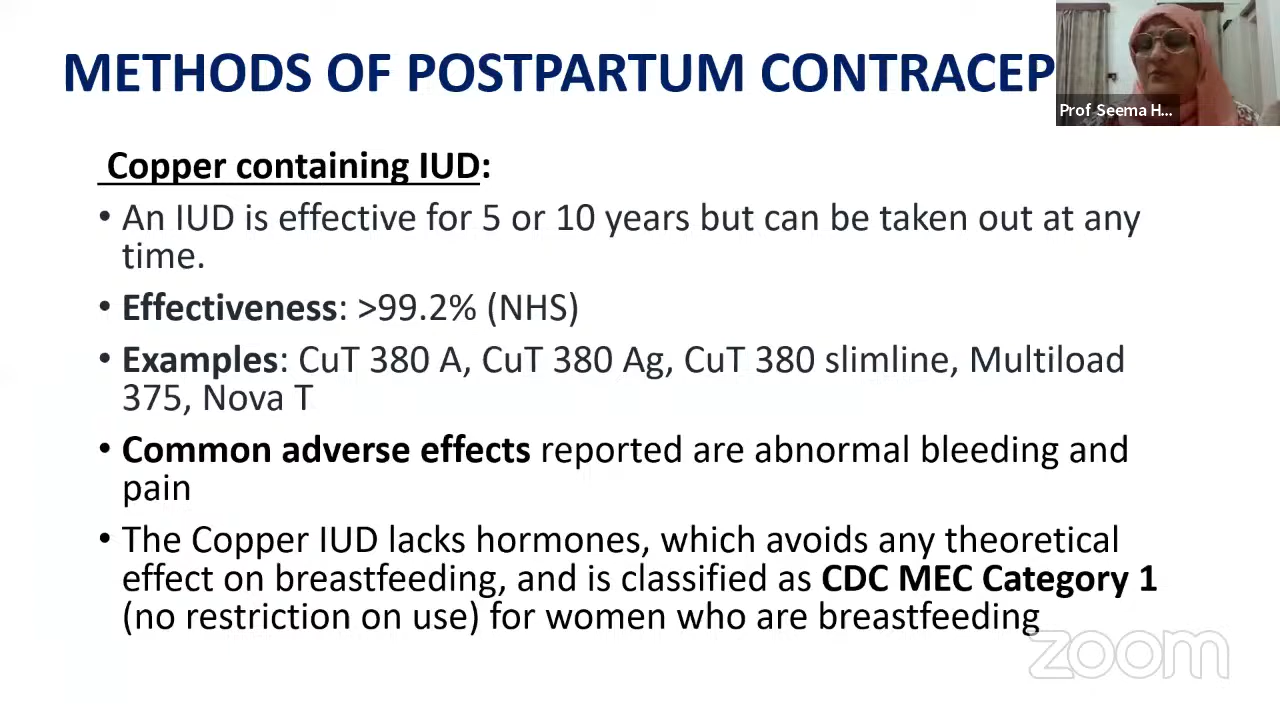 METHODS OF POSTPARTUM CONTRACEP
Prof Seema H...
Copper containing IUD:
• An IUD is effective for 5 or 10 years but can be taken out at any
time.
• Effectiveness: >99.2% (NHS)
• Examples: CuT 380 A, CuT 380 Ag, CuT 380 slimline, Multiload
375, Nova T
• Common adverse effects reported are abnormal bleeding and
pain
• The Copper IUD lacks hormones, which avoids any theoretical
effect on breastfeeding, and is classified as CDC MEC Category 1
(no restriction on use) for women who are breastfeeding
zoom